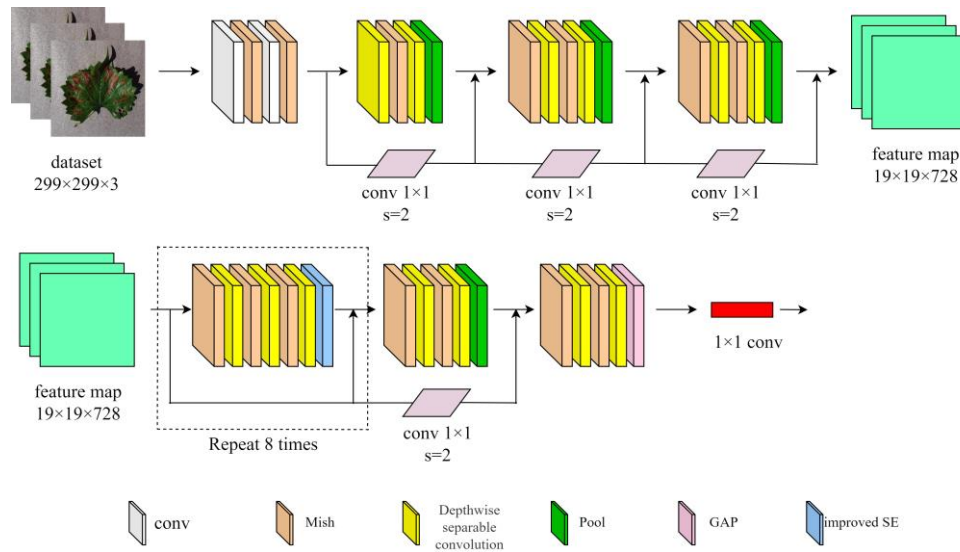 dataset
299×299×3
conv 1×1
s=2
conv 1×1
s=2
conv 1×1
s=2
feature map
19×19×728
feature map
19×19×728
Repeat 8 times
conv 1×1
s=2
1×1 conv
conv
Mish
Depthwise
separable
convolution
Pool
GAP
improved SE